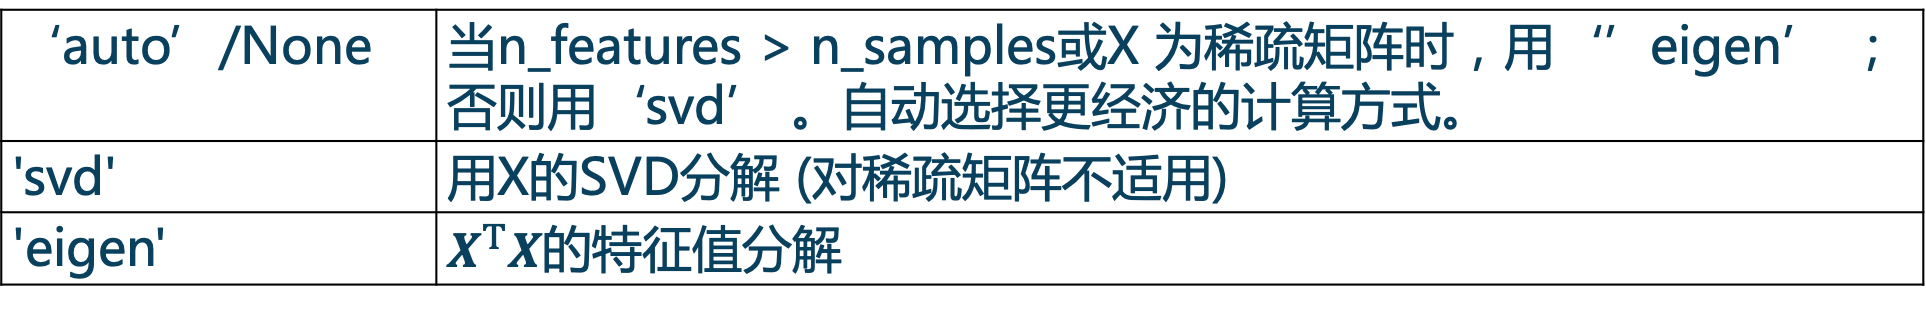 ‘auto’ /None
当n_features > n_samples或X 为稀疏矩阵时，用‘’eigen’；
否则用‘svd’。自动选择更经济的计算方式。
'svd'
用X的SVD分解 (对稀疏矩阵不适用)
'eigen'
XᵀX的特征值分解